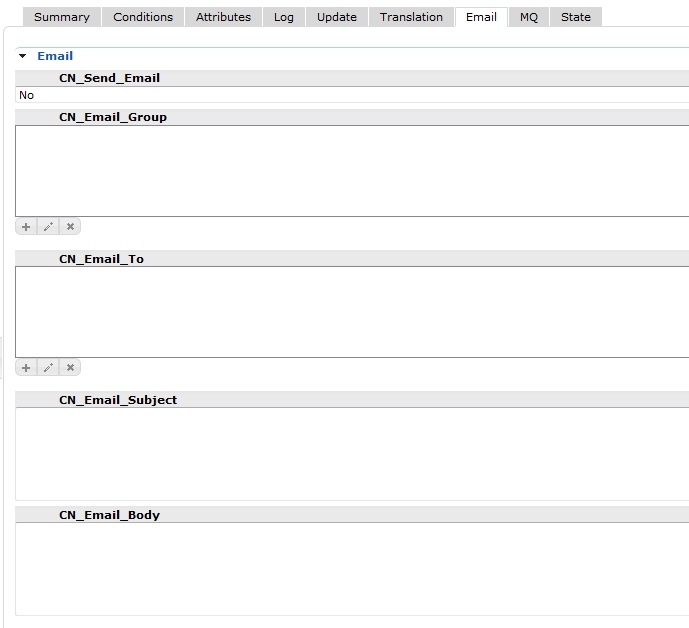 Summary Conditions Attributes Log Update Translation Email MQ State
Email
CN_Send_Email
No
CN_Email_Group
CN_Email_To
CN_Email_Subject
CN_Email_Body